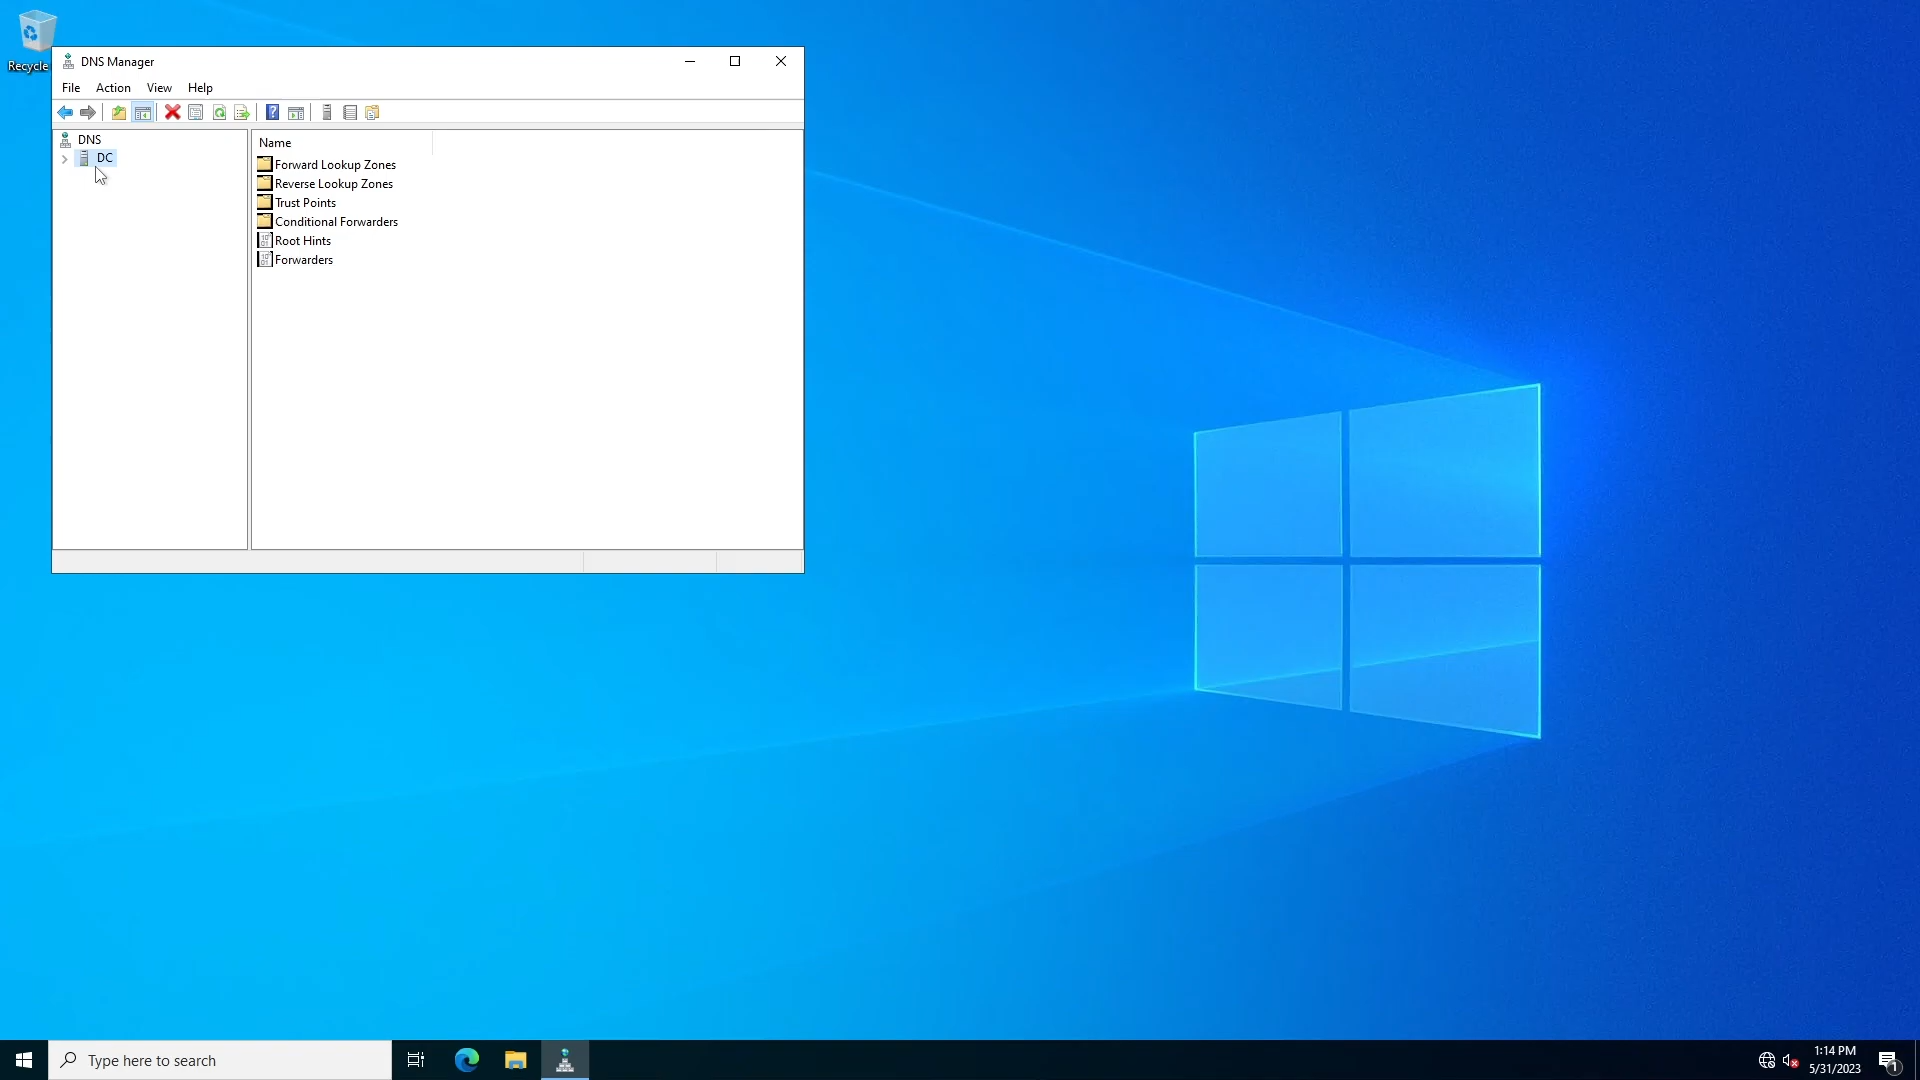 Recycle
DNS Manager
File Action View Help
DNS
DC
Name
Forward Lookup Zones
Reverse Lookup Zones
Trust Points
Conditional Forwarders
Root Hints
Forwarders
Type here to search
1:14 PM
5/31/2023
1